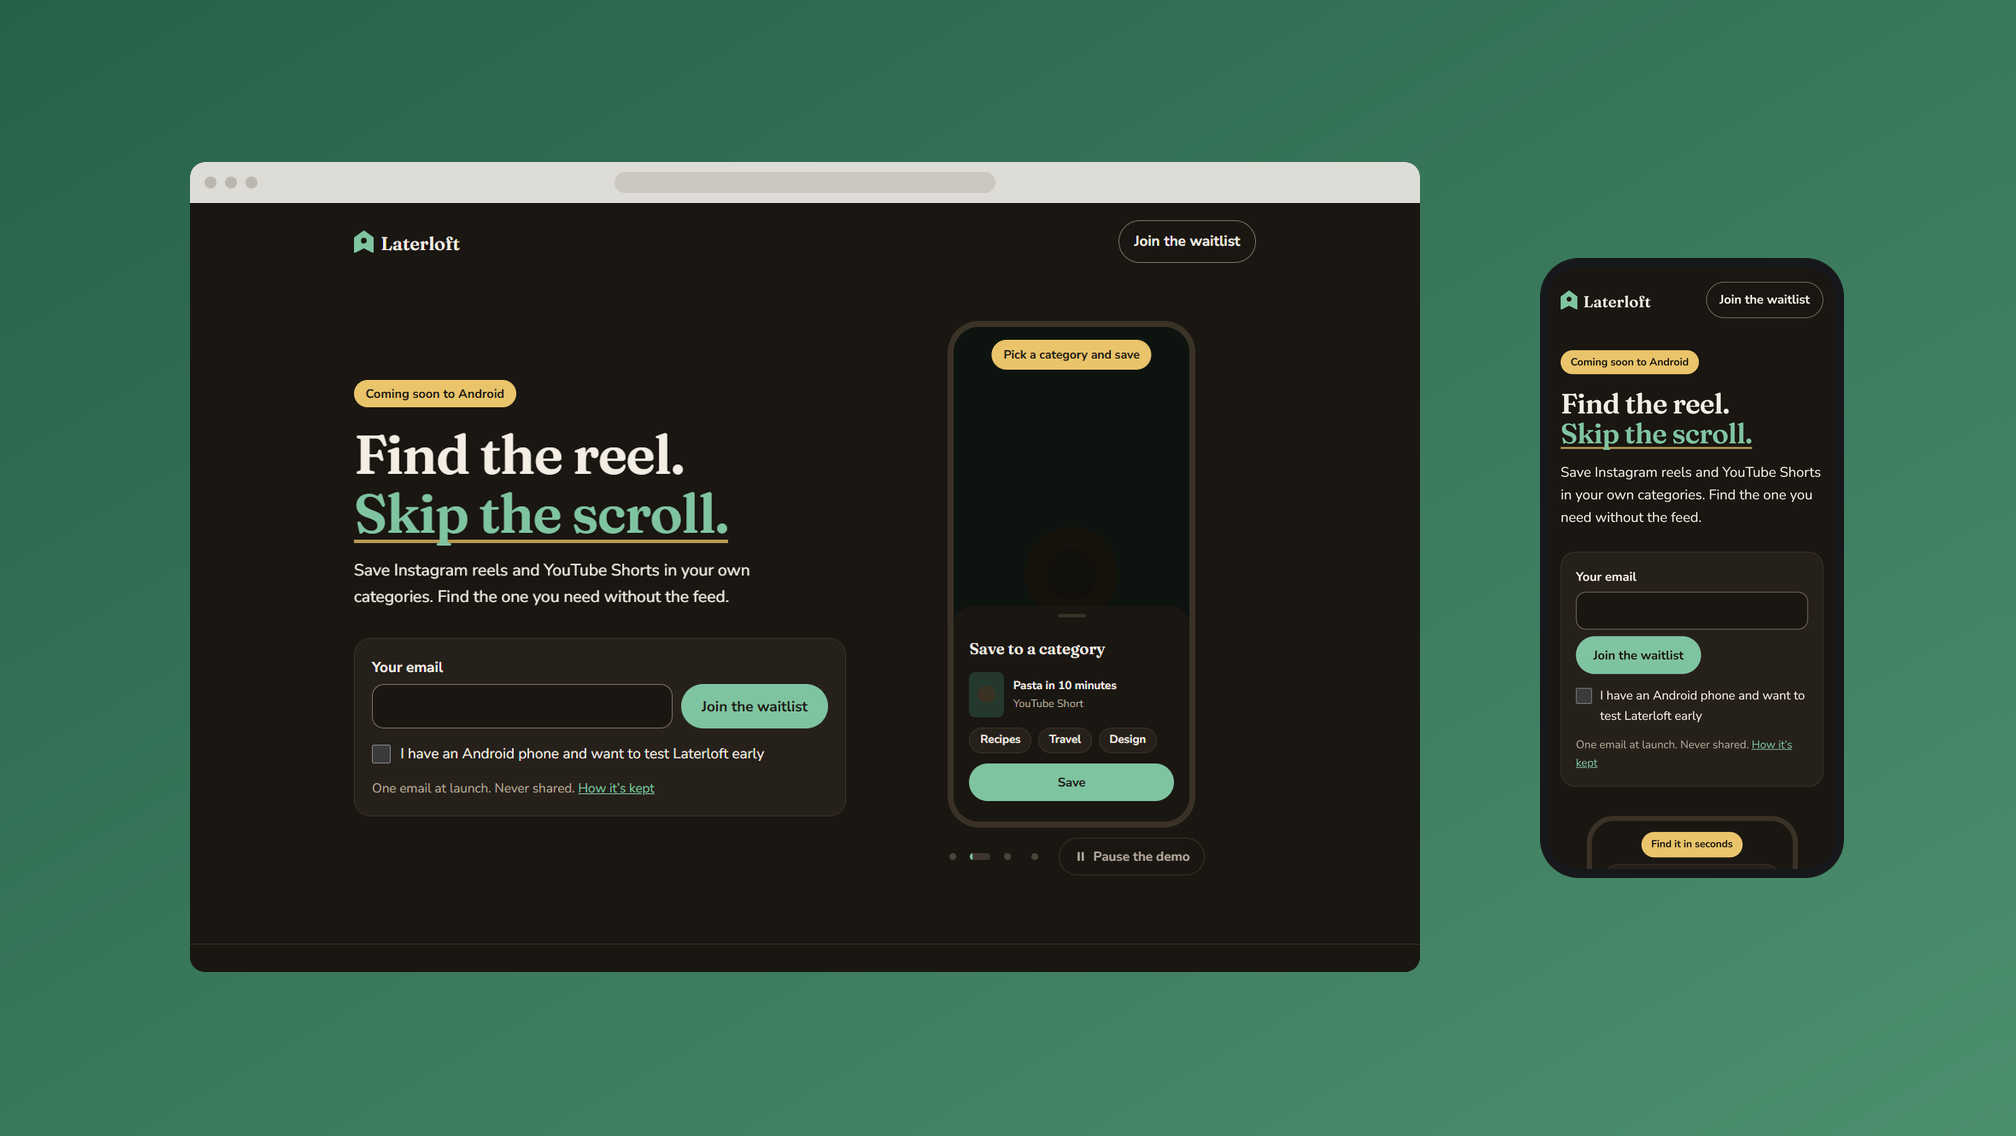 Laterloft
Join the waitlist
Coming soon to Android
Find the reel.
Skip the scroll.
Save Instagram reels and YouTube Shorts in your own
categories. Find the one you need without the feed.
Your email
Join the waitlist
I have an Android phone and want to test Laterloft early
One email at launch. Never shared. How it's kept
Pick a category and save
Save to a category
Pasta in 10 minutes
YouTube Short
Recipes Travel Design
Save
Pause the demo
Laterloft
Join the waitlist
Coming soon to Android
Find the reel.
Skip the scroll.
Save Instagram reels and YouTube Shorts
in your own categories. Find the one you
need without the feed.
Your email
Join the waitlist
I have an Android phone and want to
test Laterloft early
One email at launch. Never shared. How it's
kept
Find it in seconds